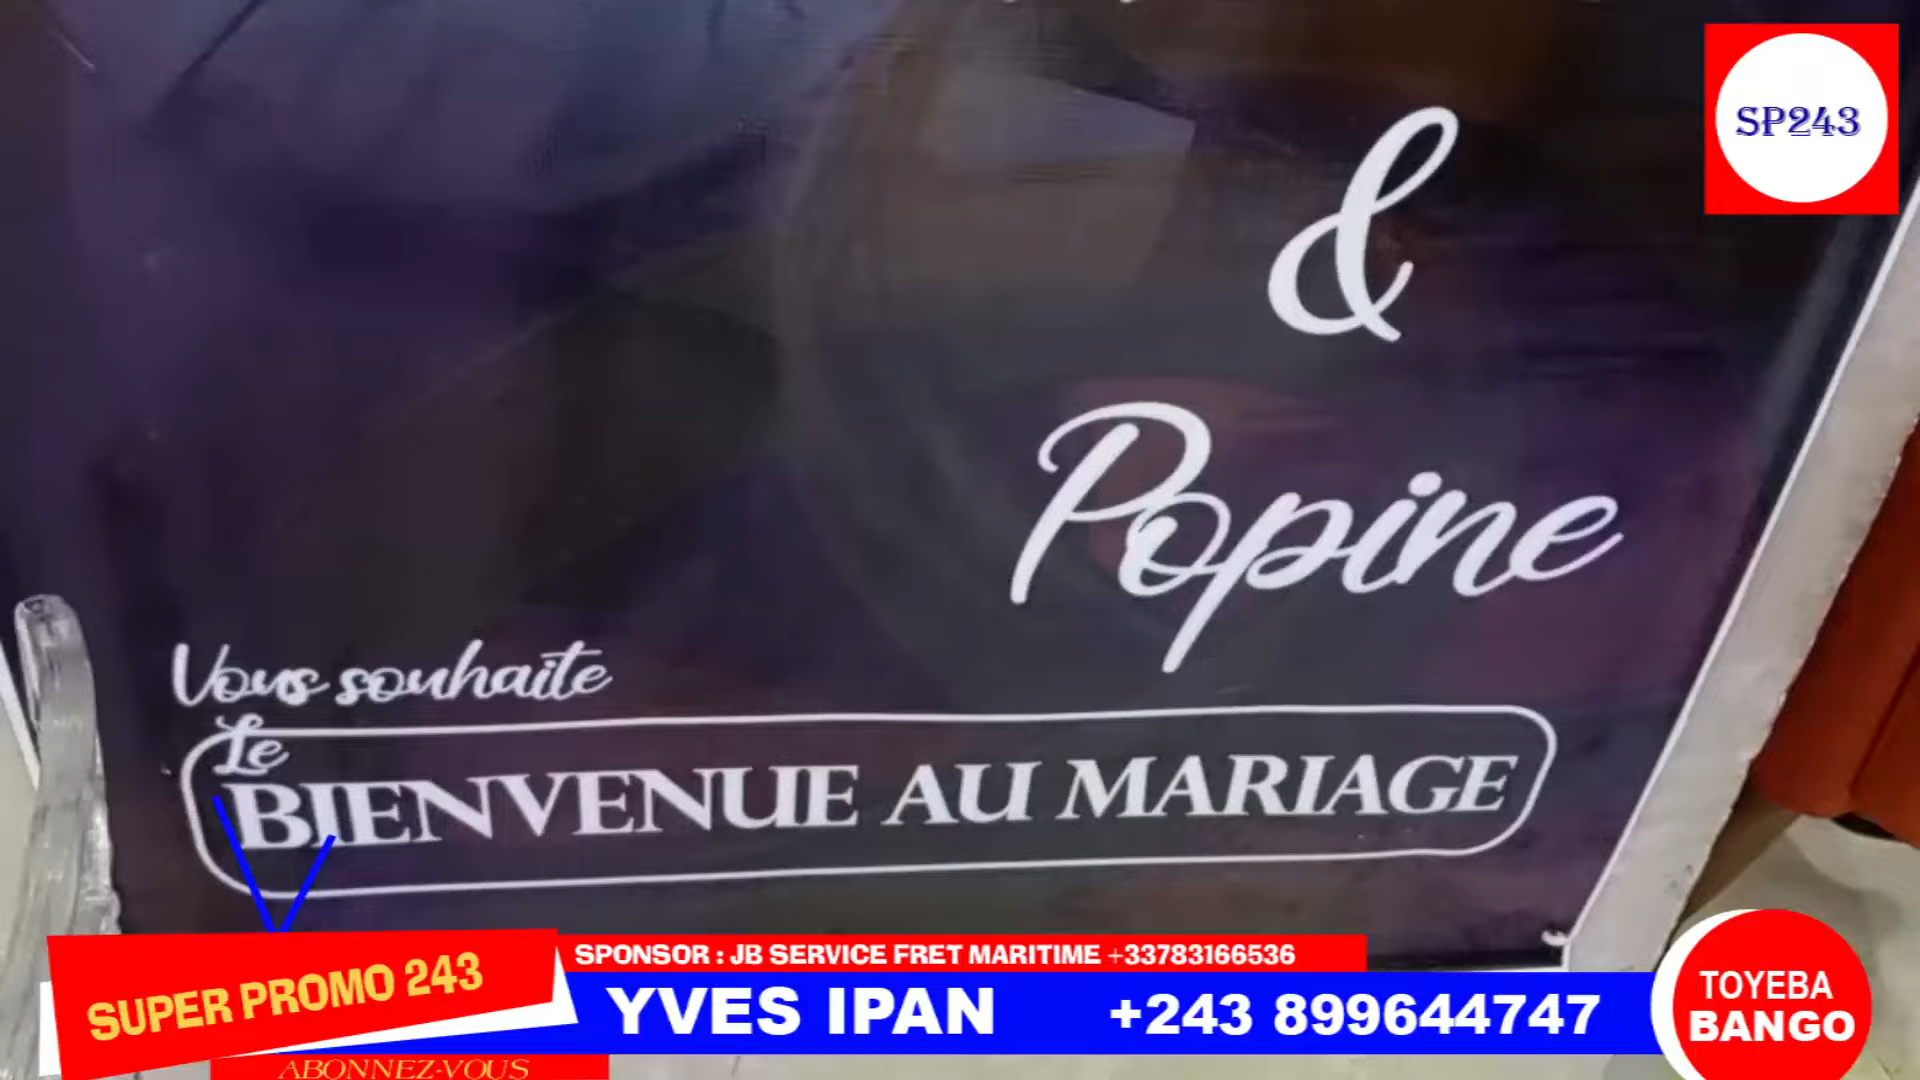 SP243
&
Popine
Vous souhaite
Le
BIENVENUE AU MARIAGE
SPONSOR : JB SERVICE FRET MARITIME +33783166536
SUPER PROMO 243
YVES IPAN +243 899644747
TOYEBA
BANGO
ABONNEZ-VOUS